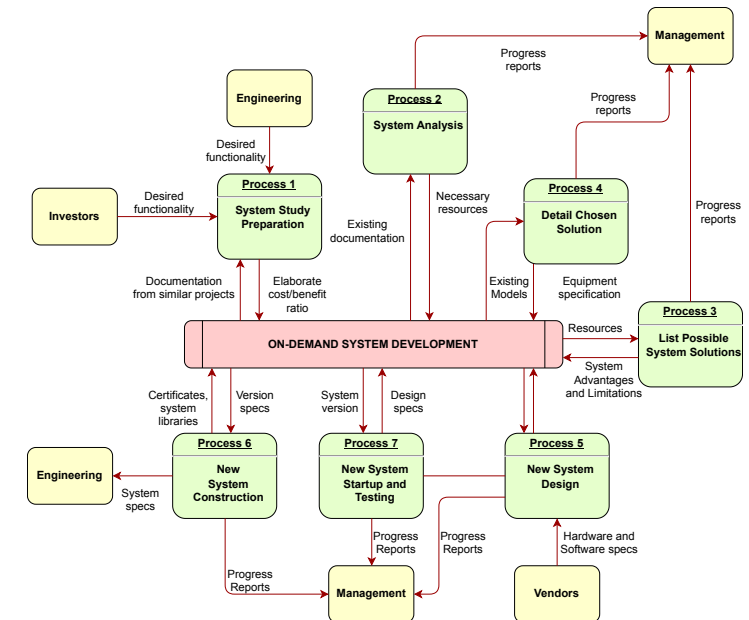 Management
Progress
reports
Process 2
System Analysis
Engineering
Progress
reports
Desired
functionality
Process 1
System Study
Preparation
Process 4
Detail Chosen
Solution
Investors
Desired
functionality
Necessary
resources
Existing
documentation
Progress
reports
Documentation
from similar projects
Elaborate
cost/benefit
ratio
Existing
Models
Equipment
specification
Process 3
List Possible
System Solutions
Resources
ON-DEMAND SYSTEM DEVELOPMENT
System
Advantages
and Limitations
Certificates,
system
libraries
Version
specs
System
version
Design
specs
Process 6
New
System
Construction
Process 7
New System
Startup and
Testing
Process 5
New System
Design
Engineering
System
specs
Progress
Reports
Progress
Reports
Hardware and
Software specs
Progress
Reports
Management
Vendors